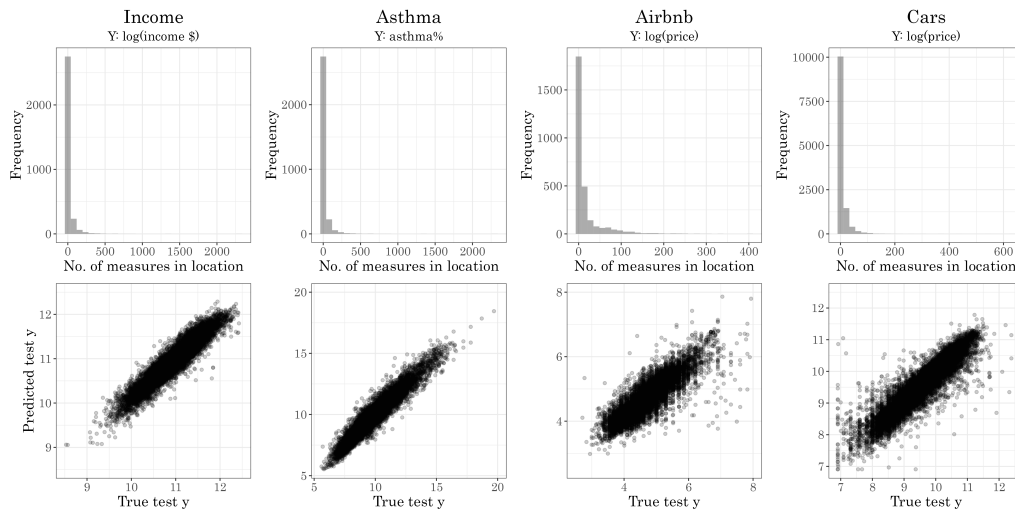 Income
Y: log(income $)
Asthma
Y: asthma%
Airbnb
Y: log(price)
Cars
Y: log(price)
Frequency
2000
1000
0
0 500 1000 1500 2000
No. of measures in location
Frequency
2000
1000
0
0 500 1000 1500 2000
No. of measures in location
Frequency
1500
1000
500
0
0 100 200 300 400
No. of measures in location
Frequency
10000
7500
5000
2500
0
0 200 400 600
No. of measures in location
Predicted test y
12
11
10
9
9 10 11 12
True test y
20
15
10
5
5 10 15 20
True test y
8
6
4
4 6 8
True test y
12
11
10
9
8
7
7 8 9 10 11 12
True test y